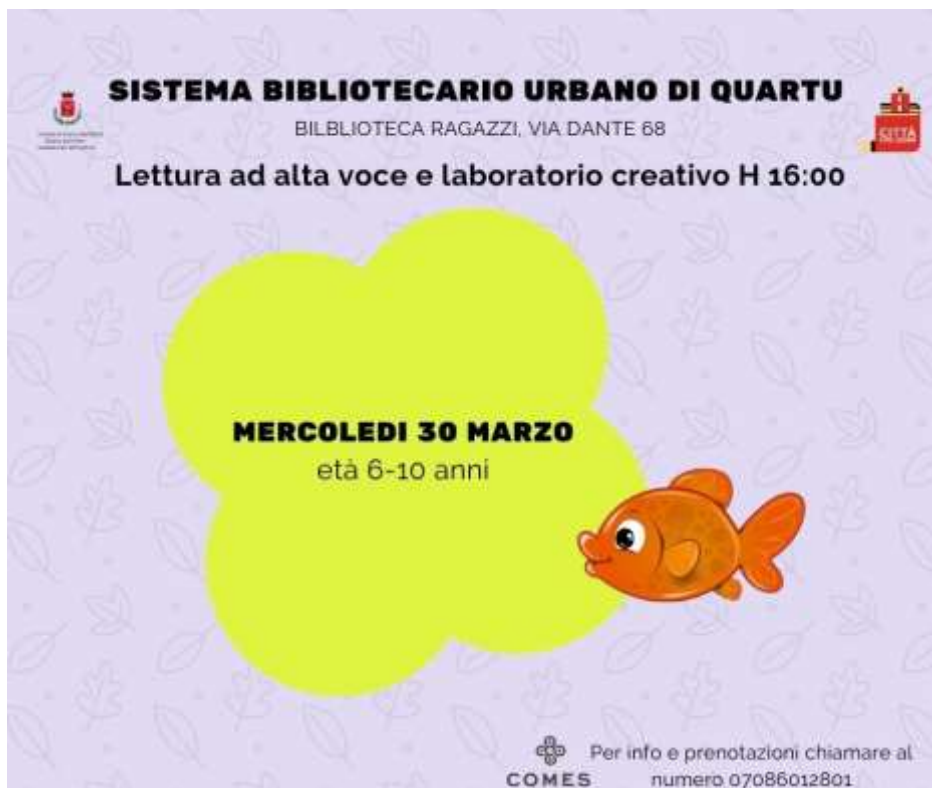 SISTEMA BIBLIOTECARIO URBANO DI QUARTU
BILBLIOTECA RAGAZZI, VIA DANTE 68
Lettura ad alta voce e laboratorio creativo H 16:00
CITTÀ
MERCOLEDI 30 MARZO
età 6-10 anni
Per info e prenotazioni chiamare al
COMES numero 07086012801